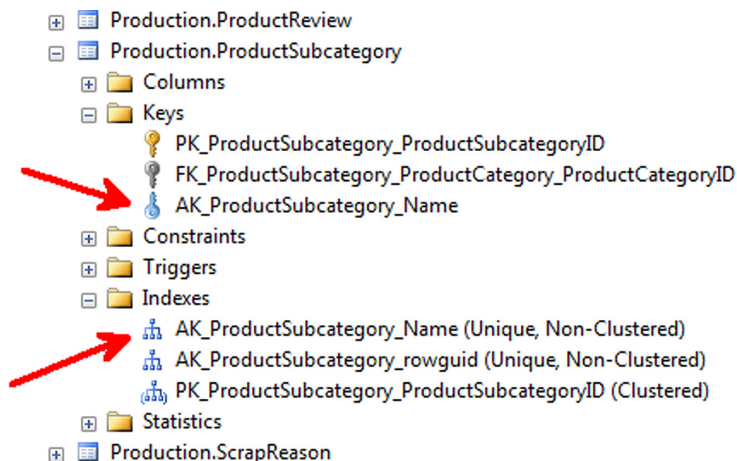 Production.ProductReview
Production.ProductSubcategory
Columns
Keys
PK_ProductSubcategory_ProductSubcategoryID
FK_ProductSubcategory_ProductCategory_ProductCategoryID
AK_ProductSubcategory_Name
Constraints
Triggers
Indexes
AK_ProductSubcategory_Name (Unique, Non-Clustered)
AK_ProductSubcategory_rowguid (Unique, Non-Clustered)
PK_ProductSubcategory_ProductSubcategoryID (Clustered)
Statistics
Production.ScrapReason